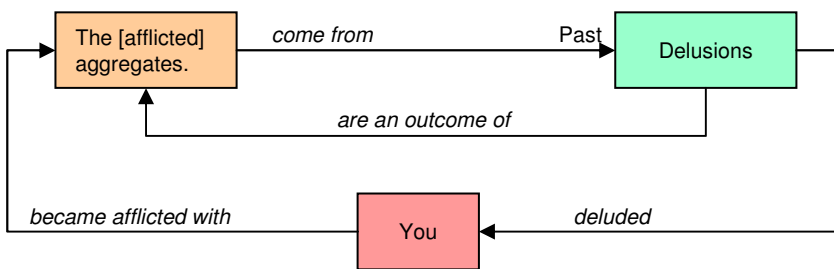 The [afflicted]
aggregates.
come from
Past
Delusions
are an outcome of
became afflicted with
You
deluded